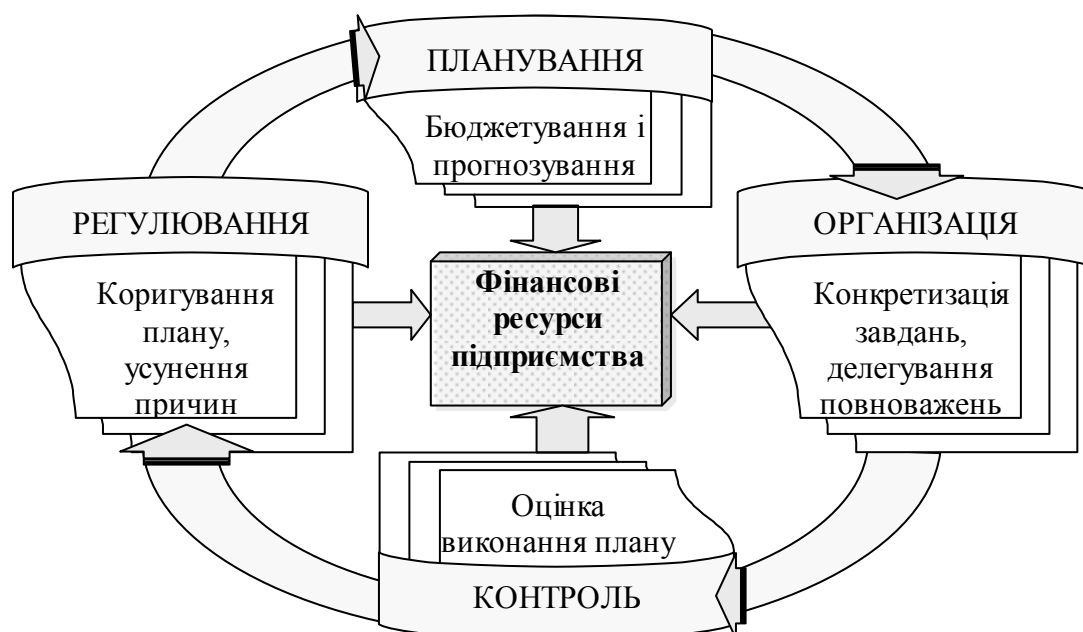 ПЛАНУВАННЯ
Бюджетування і
прогнозування
РЕГУЛЮВАННЯ
Коригування
плану,
усунення
причин
Фінансові
ресурси
підприємства
ОРГАНІЗАЦІЯ
Конкретизація
завдань,
делегування
повноважень
Оцінка
виконання плану
КОНТРОЛЬ